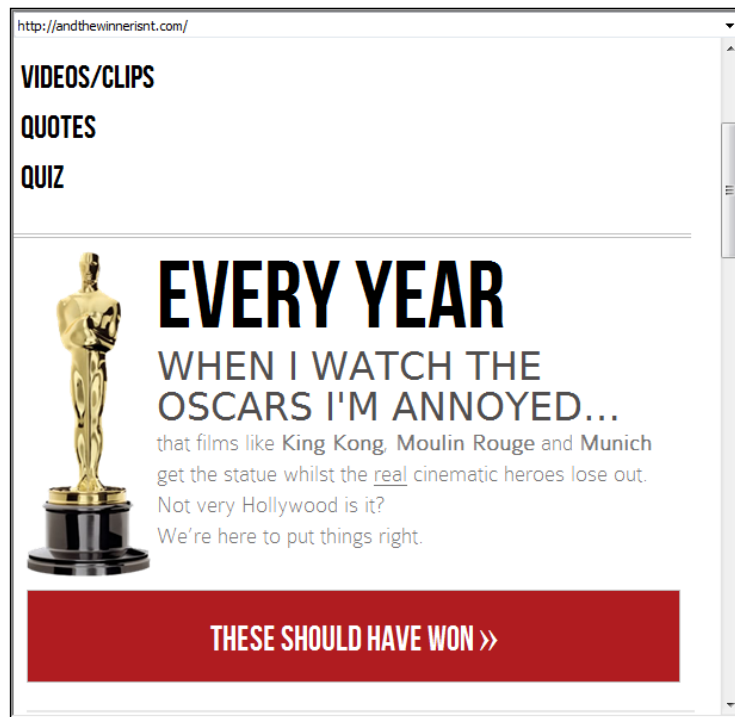 http://andthewinnerisnt.com/
VIDEOS/CLIPS
QUOTES
QUIZ
EVERY YEAR
WHEN I WATCH THE
OSCARS I'M ANNOYED...
that films like King Kong, Moulin Rouge and Munich
get the statue whilst the real cinematic heroes lose out.
Not very Hollywood is it?
We're here to put things right.
THESE SHOULD HAVE WON »